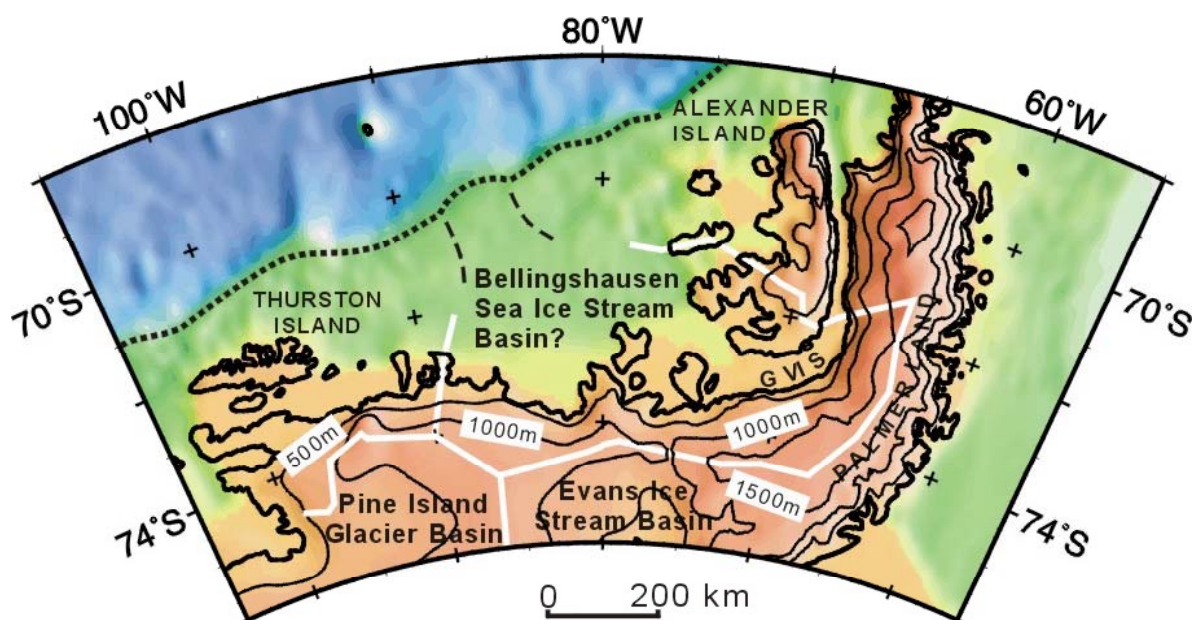 80°W
100°W
60°W
ALEXANDER
ISLAND
70°S
70°S
Bellingshausen
Sea Ice Stream
Basin?
THURSTON
ISLAND
GVIS
PALMER LAND
500m
1000m
1000m
1500m
Pine Island
Glacier Basin
Evans Ice
Stream Basin
74°S
74°S
0 200 km